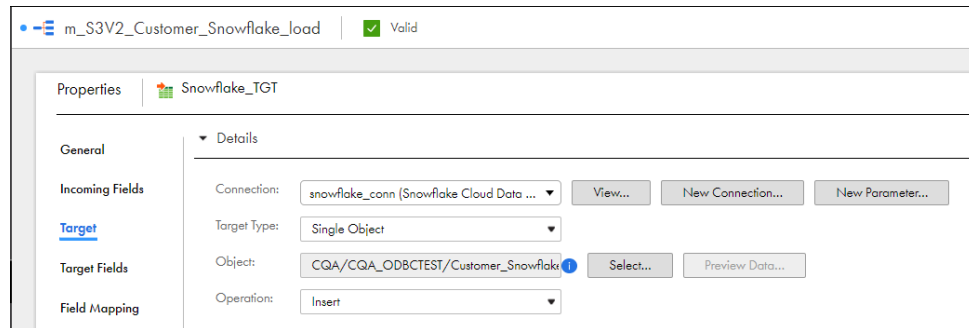 m_S3V2_Customer_Snowflake_load Valid
Properties Snowflake_TGT
Details
General
Incoming Fields
Target
Target Fields
Field Mapping
Connection: snowflake_conn (Snowflake Cloud Data ... View... New Connection... New Parameter...
Target Type: Single Object
Object: CQA/CQA_ODBCTEST/Customer_Snowflake Select... Preview Data...
Operation: Insert